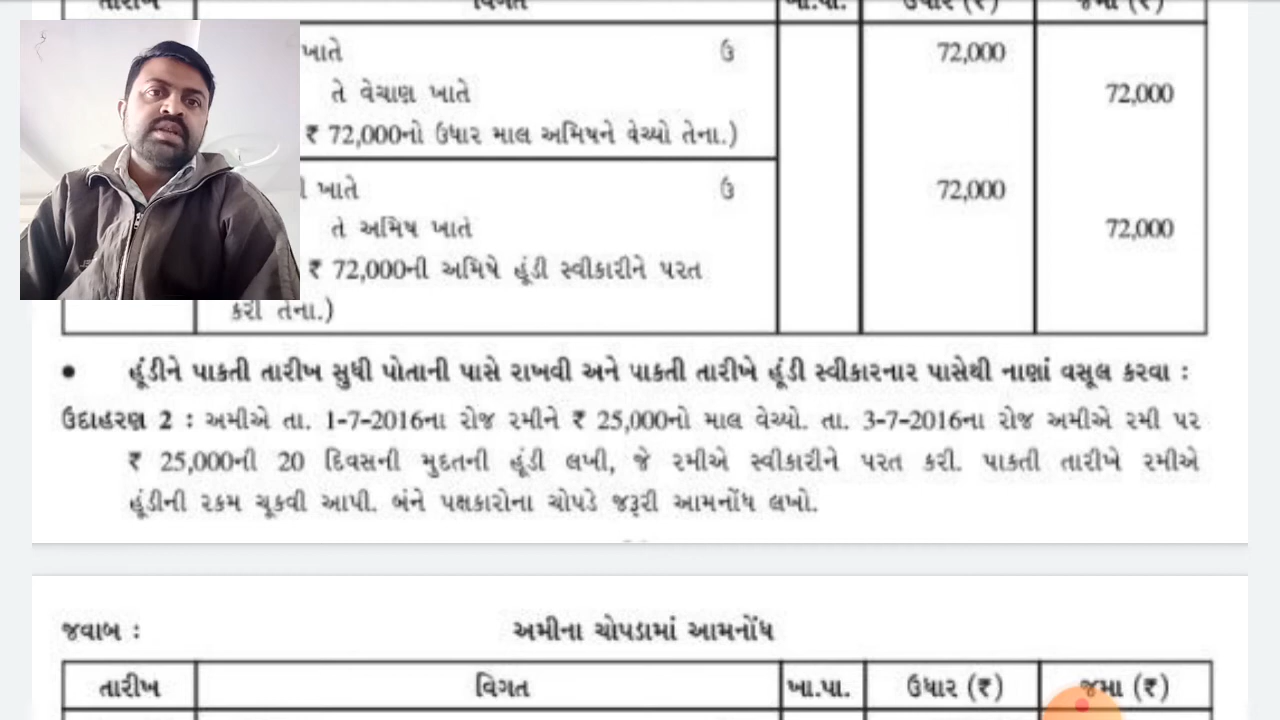 તારીખ વિગત ખા.પા. ઉધાર (₹) જમા (₹)
ખાતે ઉ 72,000
તે વેચાણ ખાતે 72,000
₹ 72,000નો ઉધાર માલ અમિષને વેચ્યો તેના.)
ખાતે ઉ 72,000
તે અમિષ ખાતે 72,000
₹ 72,000ની અમિષે હૂંડી સ્વીકારીને પરત
કરી તેના.)
• હૂંડીને પાકતી તારીખ સુધી પોતાની પાસે રાખવી અને પાકતી તારીખે હૂંડી સ્વીકારનાર પાસેથી નાણાં વસૂલ કરવા :
ઉદાહરણ 2 : અમીએ તા. 1-7-2016ના રોજ રમીને ₹ 25,000નો માલ વેચ્યો. તા. 3-7-2016ના રોજ અમીએ રમી પર
₹ 25,000ની 20 દિવસની મુદતની હૂંડી લખી, જે રમીએ સ્વીકારીને પરત કરી. પાકતી તારીખે રમીએ
હૂંડીની રકમ ચૂકવી આપી. બંને પક્ષકારોના ચોપડે જરૂરી આમનોંધ લખો.
જવાબ : અમીના ચોપડામાં આમનોંધ
તારીખ વિગત ખા.પા. ઉધાર (₹) જમા (₹)